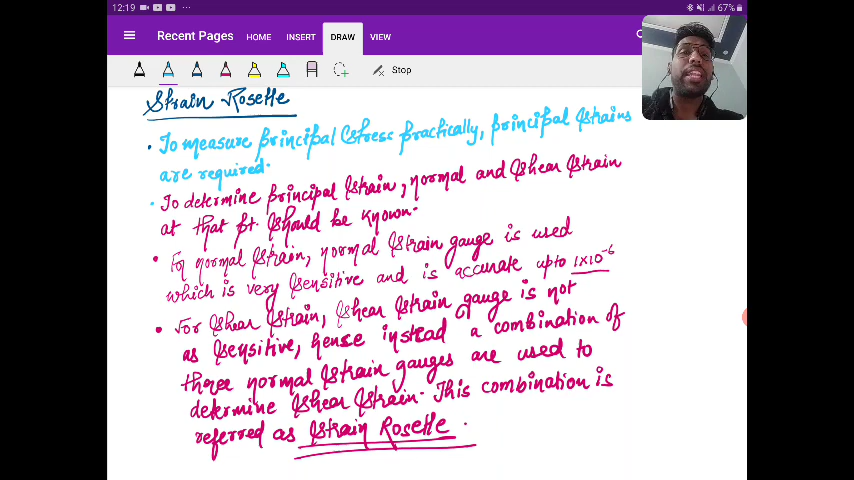 12:19
67%
Recent Pages HOME INSERT DRAW VIEW
Stop
Strain Rosette
• To measure principal stress practically, principal strains
are required.
• To determine principal strain, normal and shear strain
at that pt. should be known.
• For normal strain, normal strain gauge is used
which is very sensitive and is accurate upto 1×10⁻⁶
• For shear strain, shear strain gauge is not
as sensitive, hense instead a combination of
three normal strain gauges are used to
determine shear strain. This combination is
referred as Strain Rosette.